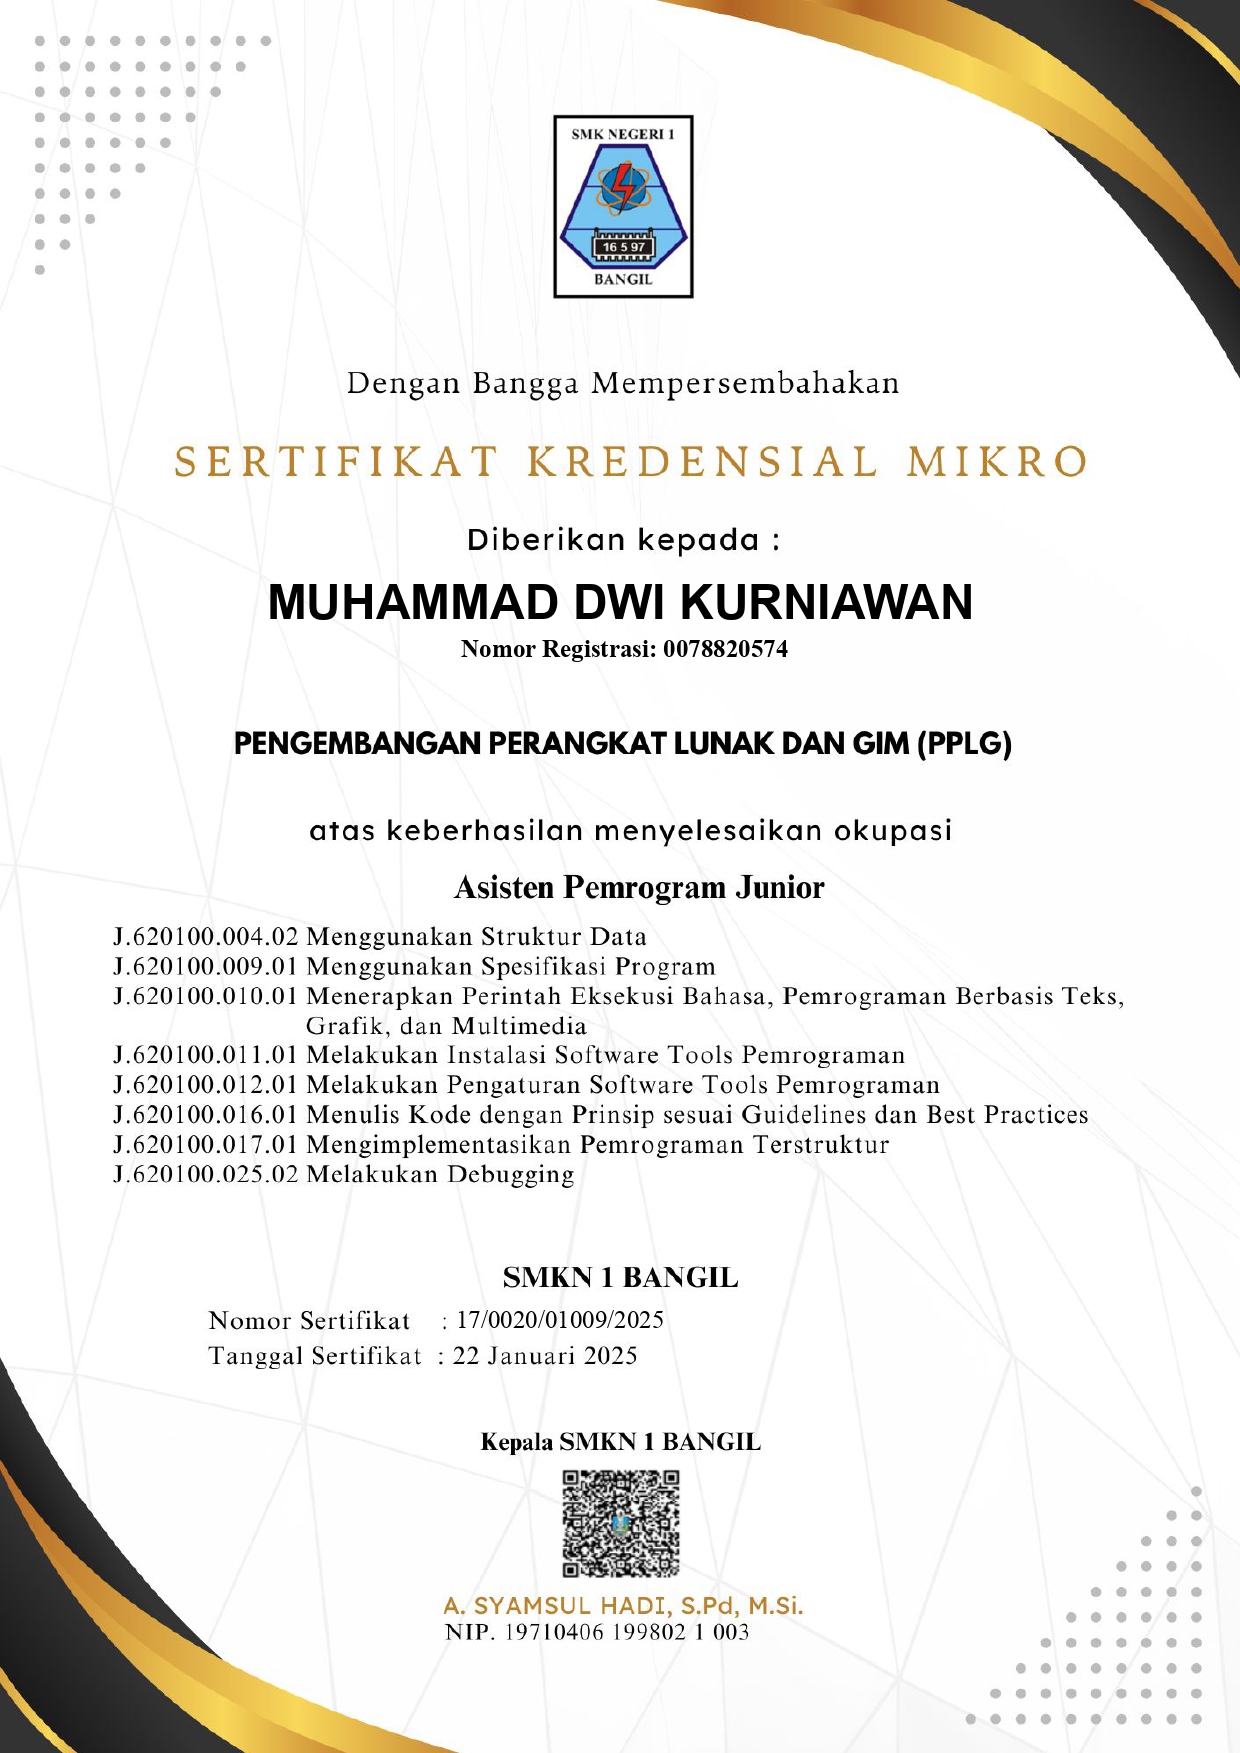 SMK NEGERI 1
16 5 97
BANGIL
Dengan Bangga Mempersembahakan
SERTIFIKAT KREDENSIAL MIKRO
Diberikan kepada :
MUHAMMAD DWI KURNIAWAN
Nomor Registrasi: 0078820574
PENGEMBANGAN PERANGKAT LUNAK DAN GIM (PPLG)
atas keberhasilan menyelesaikan okupasi
Asisten Pemrogram Junior
J.620100.004.02 Menggunakan Struktur Data
J.620100.009.01 Menggunakan Spesifikasi Program
J.620100.010.01 Menerapkan Perintah Eksekusi Bahasa, Pemrograman Berbasis Teks,
Grafik, dan Multimedia
J.620100.011.01 Melakukan Instalasi Software Tools Pemrograman
J.620100.012.01 Melakukan Pengaturan Software Tools Pemrograman
J.620100.016.01 Menulis Kode dengan Prinsip sesuai Guidelines dan Best Practices
J.620100.017.01 Mengimplementasikan Pemrograman Terstruktur
J.620100.025.02 Melakukan Debugging
SMKN 1 BANGIL
Nomor Sertifikat : 17/0020/01009/2025
Tanggal Sertifikat : 22 Januari 2025
Kepala SMKN 1 BANGIL
A. SYAMSUL HADI, S.Pd, M.Si.
NIP. 19710406 199802 1 003